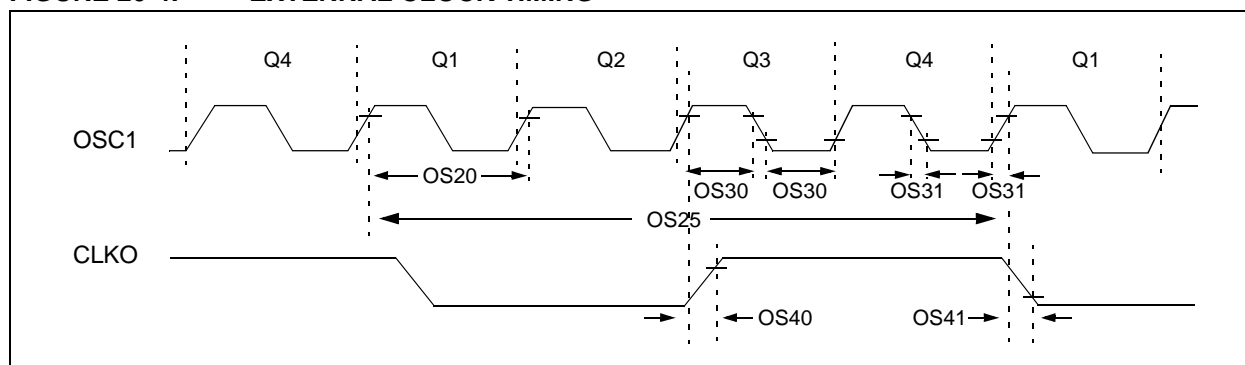 Q4 Q1 Q2 Q3 Q4 Q1
OSC1
OS20
OS30 OS30 OS31 OS31
OS25
CLKO
OS40 OS41